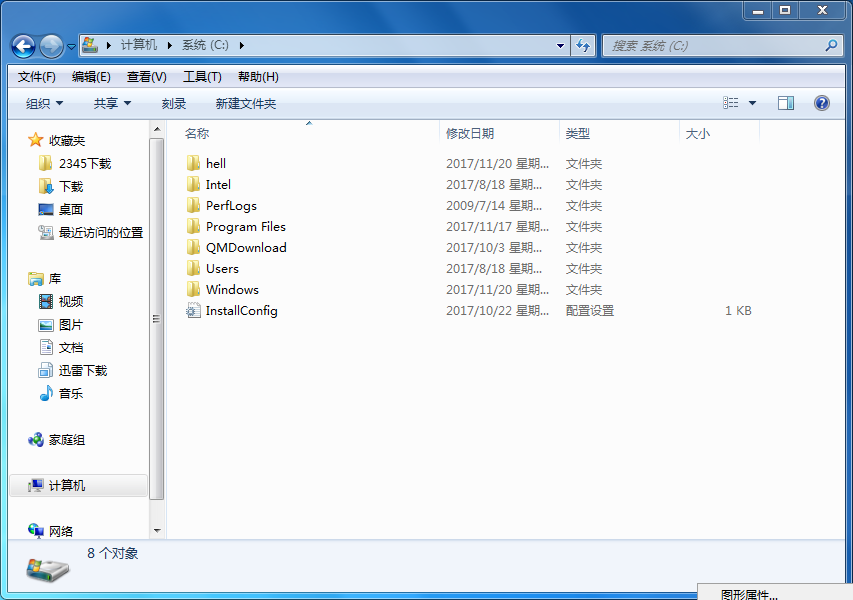 计算机 系统 (C:)
搜索 系统 (C:)
文件(F) 编辑(E) 查看(V) 工具(T) 帮助(H)
组织 共享 刻录 新建文件夹
收藏夹
2345下载
下载
桌面
最近访问的位置
库
视频
图片
文档
迅雷下载
音乐
家庭组
计算机
网络
名称 修改日期 类型 大小
hell 2017/11/20 星期... 文件夹
Intel 2017/8/18 星期... 文件夹
PerfLogs 2009/7/14 星期... 文件夹
Program Files 2017/11/17 星期... 文件夹
QMDownload 2017/10/3 星期... 文件夹
Users 2017/8/18 星期... 文件夹
Windows 2017/11/20 星期... 文件夹
InstallConfig 2017/10/22 星期... 配置设置 1 KB
8 个对象
图形属性...